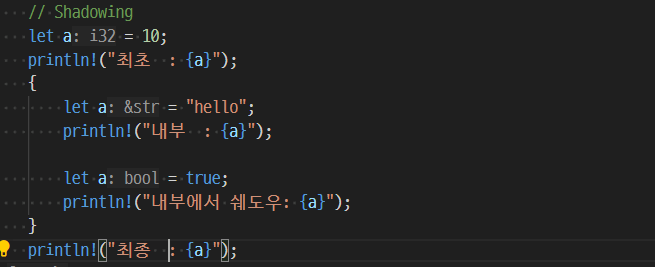 // Shadowing
let a: i32 = 10;
println!("최초  : {a}");
{
let a: &str = "hello";
println!("내부  : {a}");
let a: bool = true;
println!("내부에서 쉐도우: {a}");
}
println!("최종  : {a}");